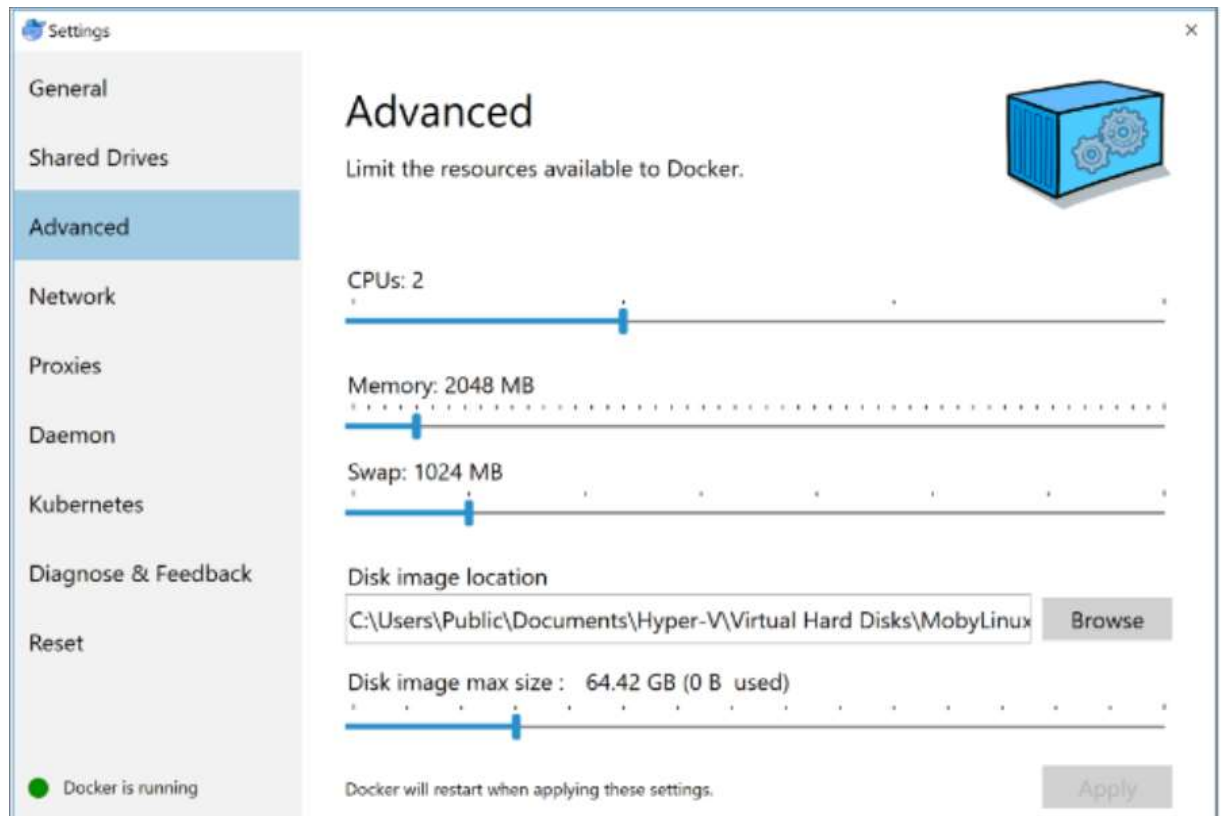 Settings
General
Shared Drives
Advanced
Network
Proxies
Daemon
Kubernetes
Diagnose & Feedback
Reset
Docker is running
Advanced
Limit the resources available to Docker.
CPUs: 2
Memory: 2048 MB
Swap: 1024 MB
Disk image location
C:\Users\Public\Documents\Hyper-V\Virtual Hard Disks\MobyLinux
Browse
Disk image max size : 64.42 GB (0 B used)
Docker will restart when applying these settings.
Apply